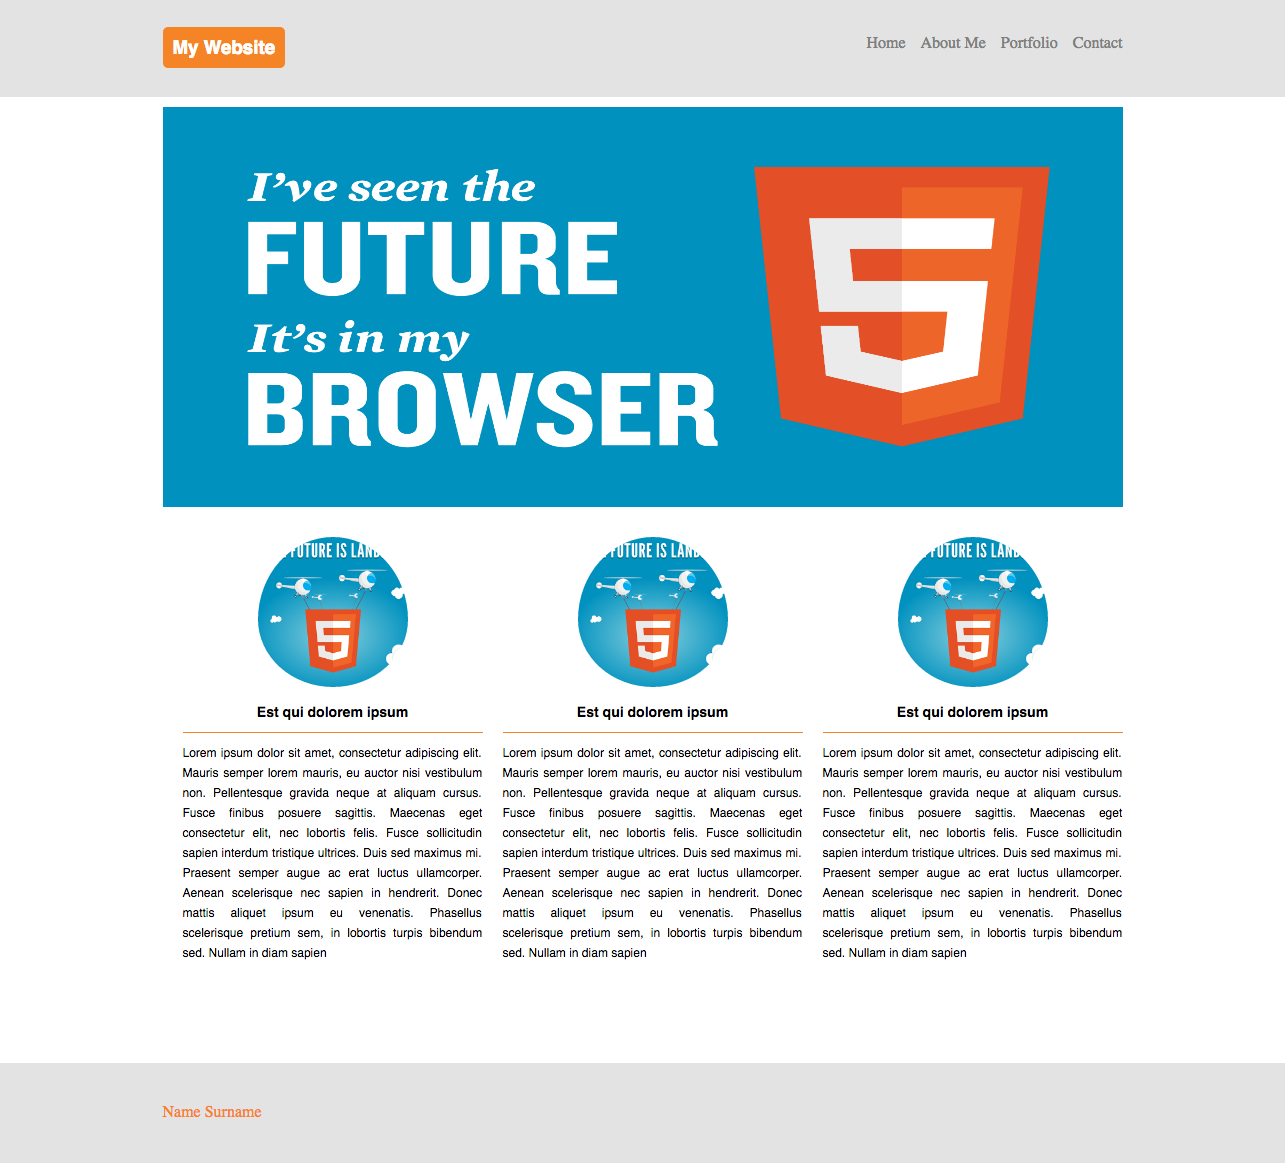 My Website
Home About Me Portfolio Contact
I've seen the
FUTURE
It's in my
BROWSER
5
FUTURE IS LAND
5
Est qui dolorem ipsum
Lorem ipsum dolor sit amet, consectetur adipiscing elit.
Mauris semper lorem mauris, eu auctor nisi vestibulum
non. Pellentesque gravida neque at aliquam cursus.
Fusce finibus posuere sagittis. Maecenas eget
consectetur elit, nec lobortis felis. Fusce sollicitudin
sapien interdum tristique ultrices. Duis sed maximus mi.
Praesent semper augue ac erat luctus ullamcorper.
Aenean scelerisque nec sapien in hendrerit. Donec
mattis aliquet ipsum eu venenatis. Phasellus
scelerisque pretium sem, in lobortis turpis bibendum
sed. Nullam in diam sapien
FUTURE IS LAND
5
Est qui dolorem ipsum
Lorem ipsum dolor sit amet, consectetur adipiscing elit.
Mauris semper lorem mauris, eu auctor nisi vestibulum
non. Pellentesque gravida neque at aliquam cursus.
Fusce finibus posuere sagittis. Maecenas eget
consectetur elit, nec lobortis felis. Fusce sollicitudin
sapien interdum tristique ultrices. Duis sed maximus mi.
Praesent semper augue ac erat luctus ullamcorper.
Aenean scelerisque nec sapien in hendrerit. Donec
mattis aliquet ipsum eu venenatis. Phasellus
scelerisque pretium sem, in lobortis turpis bibendum
sed. Nullam in diam sapien
FUTURE IS LAND
5
Est qui dolorem ipsum
Lorem ipsum dolor sit amet, consectetur adipiscing elit.
Mauris semper lorem mauris, eu auctor nisi vestibulum
non. Pellentesque gravida neque at aliquam cursus.
Fusce finibus posuere sagittis. Maecenas eget
consectetur elit, nec lobortis felis. Fusce sollicitudin
sapien interdum tristique ultrices. Duis sed maximus mi.
Praesent semper augue ac erat luctus ullamcorper.
Aenean scelerisque nec sapien in hendrerit. Donec
mattis aliquet ipsum eu venenatis. Phasellus
scelerisque pretium sem, in lobortis turpis bibendum
sed. Nullam in diam sapien
Name Surname